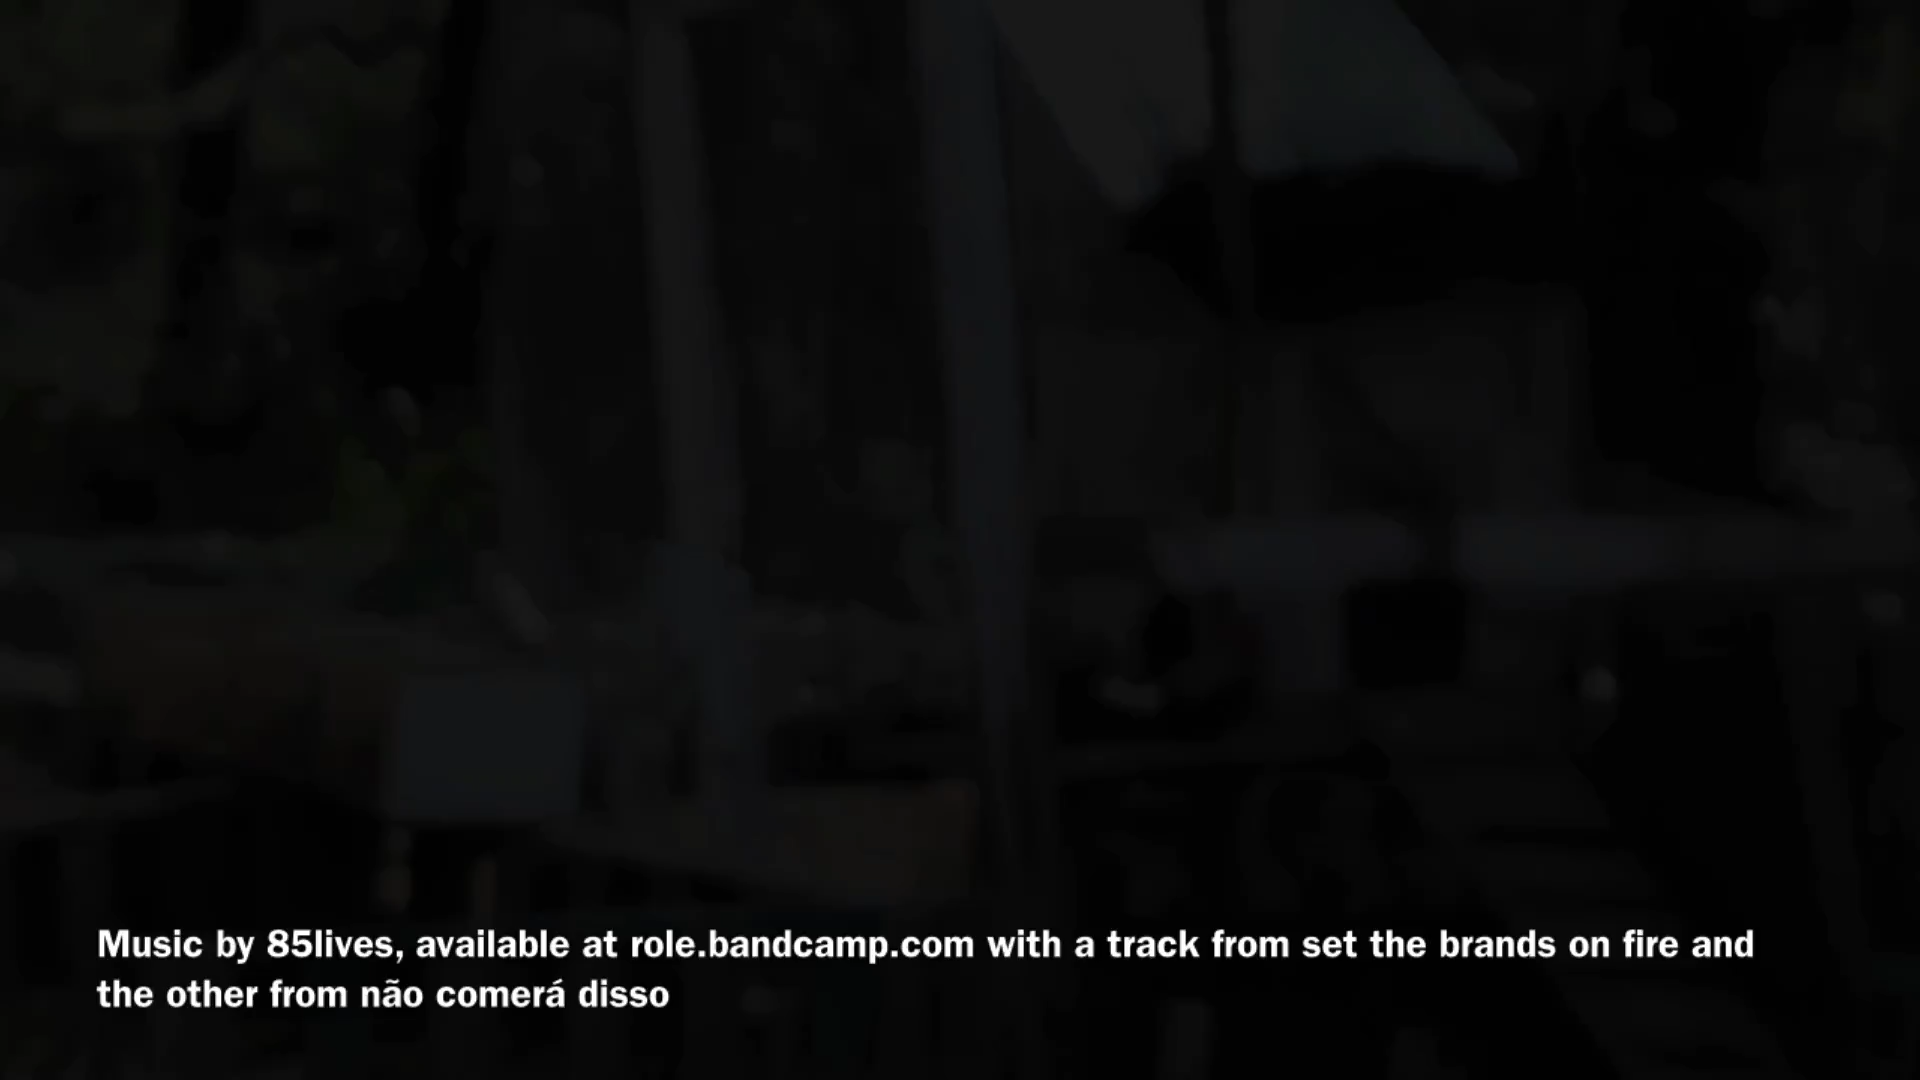 Music by 85lives, available at role.bandcamp.com with a track from set the brands on fire and
the other from não comerá disso